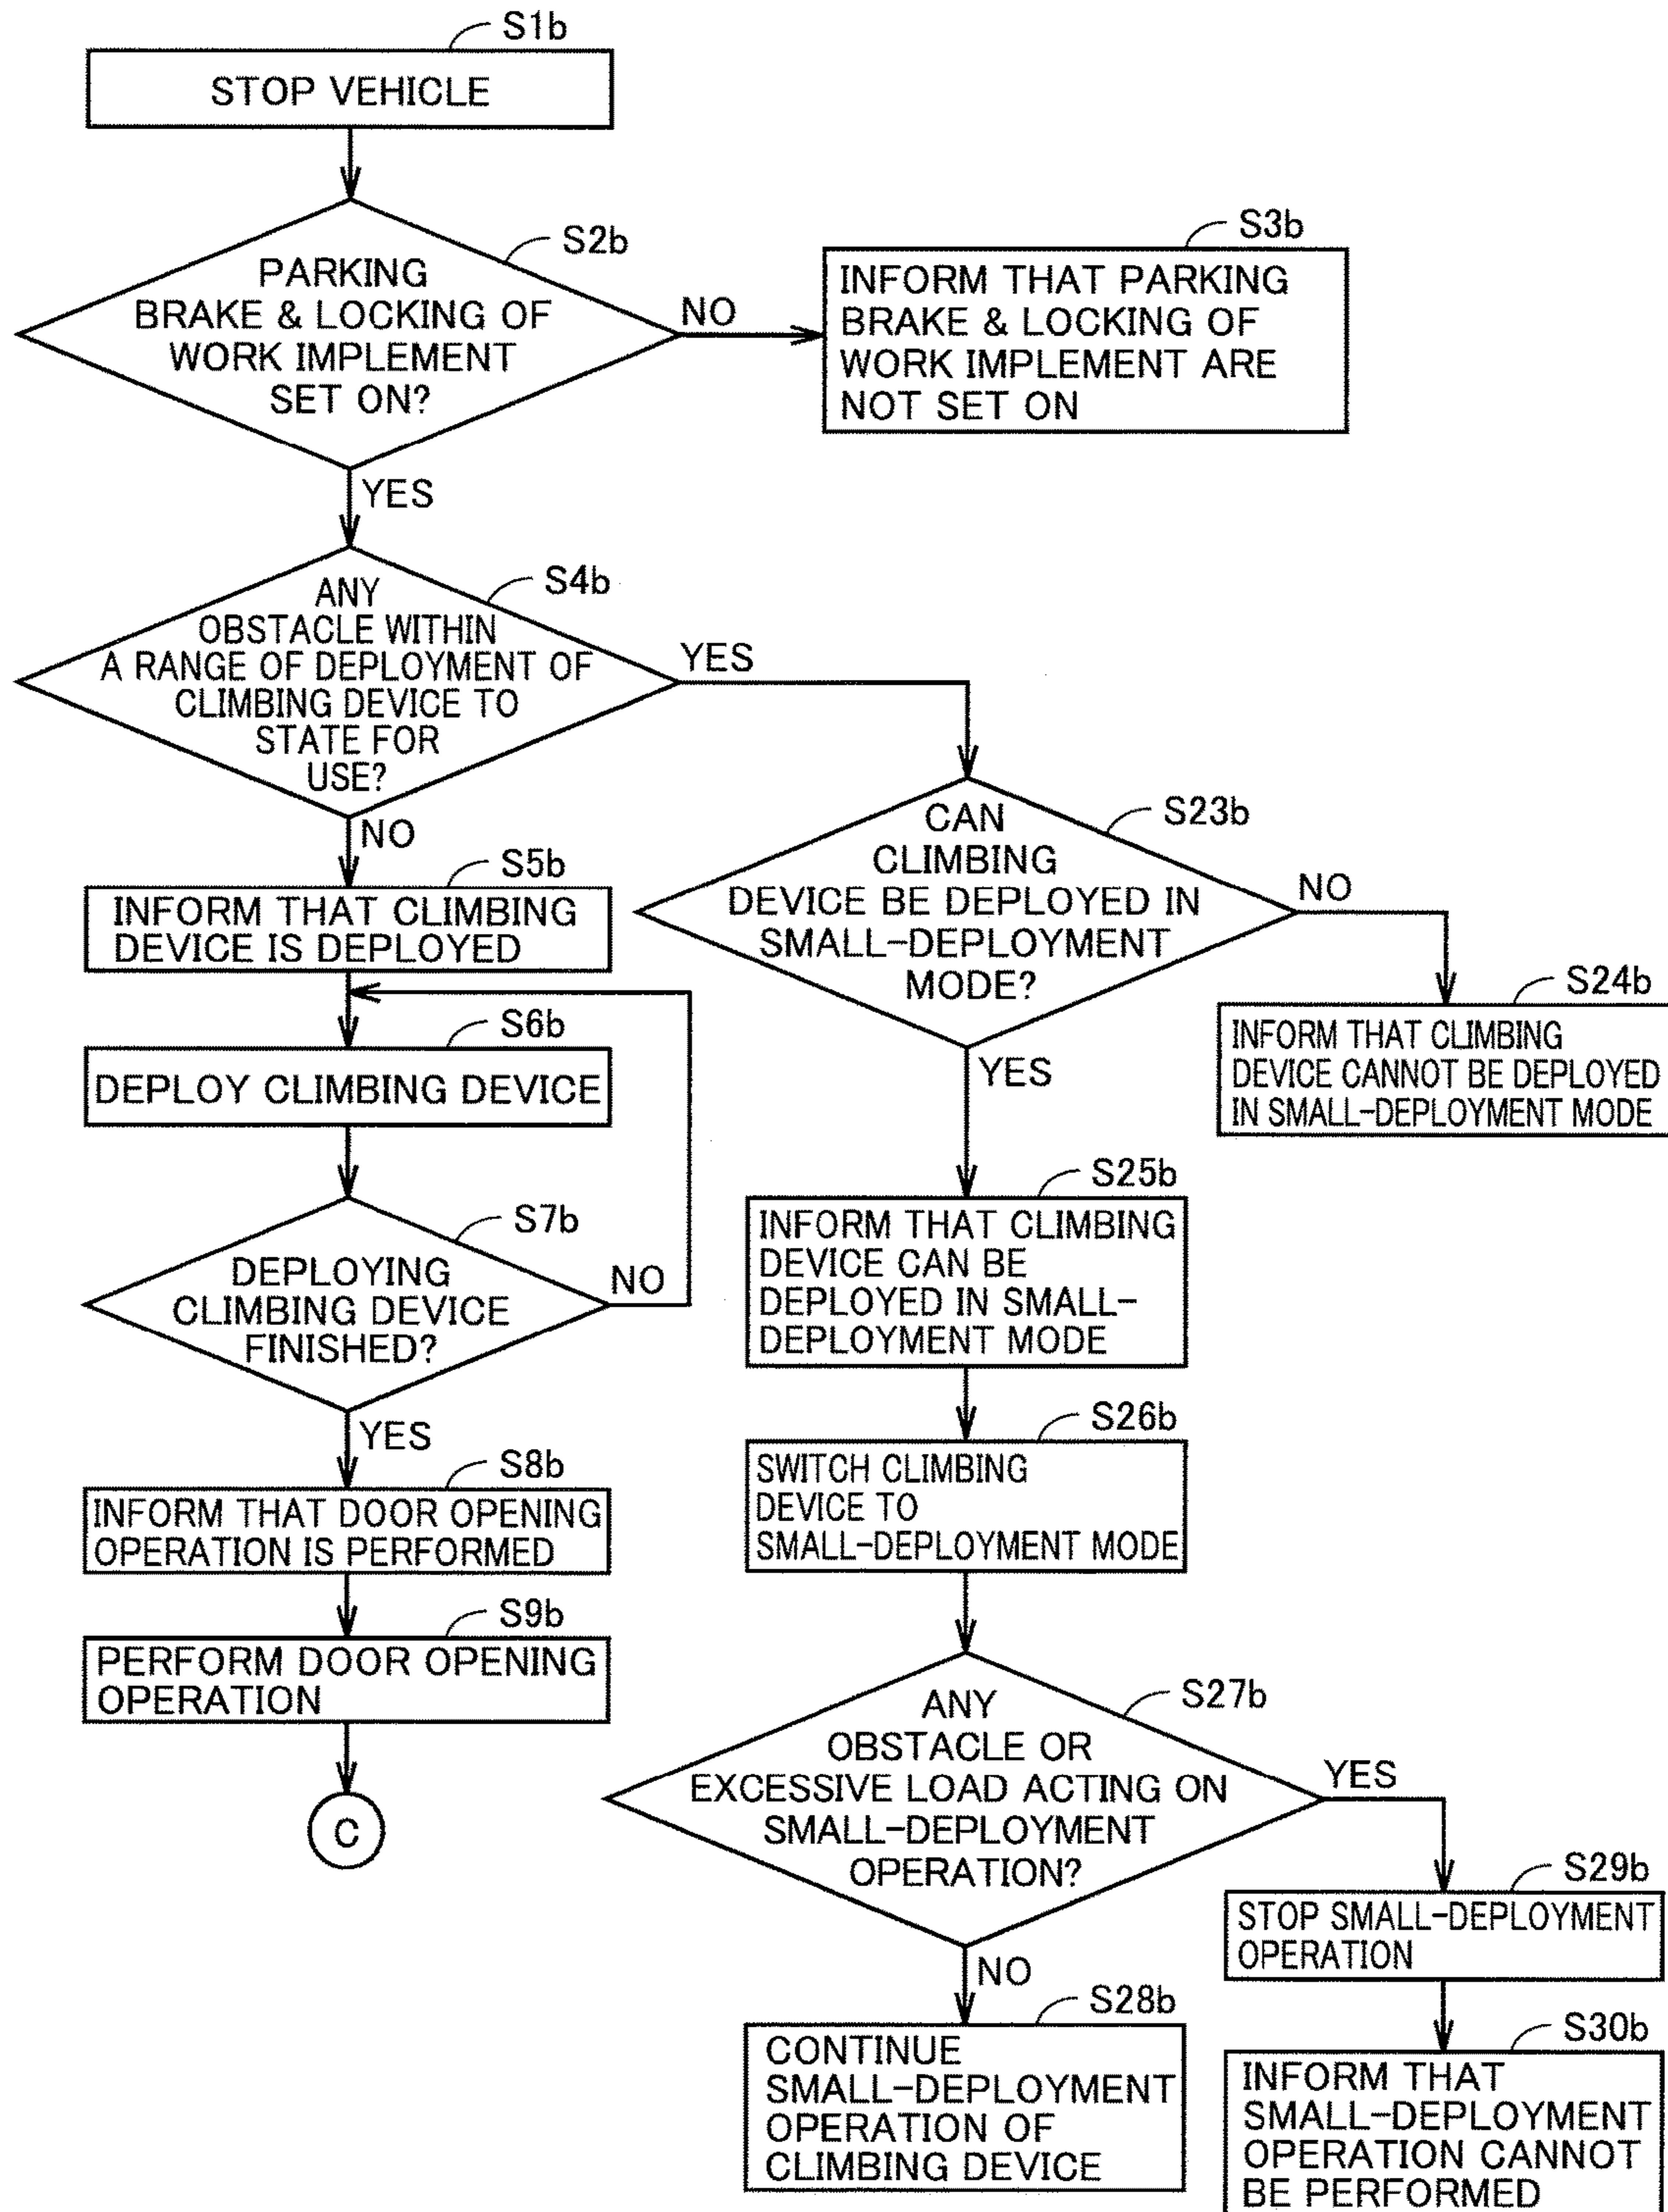 S1b
STOP VEHICLE
S2b
PARKING
BRAKE & LOCKING OF
WORK IMPLEMENT
SET ON?
NO
S3b
INFORM THAT PARKING
BRAKE & LOCKING OF
WORK IMPLEMENT ARE
NOT SET ON
YES
S4b
ANY
OBSTACLE WITHIN
A RANGE OF DEPLOYMENT OF
CLIMBING DEVICE TO
STATE FOR
USE?
YES
NO
S5b
INFORM THAT CLIMBING
DEVICE IS DEPLOYED
S6b
DEPLOY CLIMBING DEVICE
S7b
DEPLOYING
CLIMBING DEVICE
FINISHED?
NO
YES
S8b
INFORM THAT DOOR OPENING
OPERATION IS PERFORMED
S9b
PERFORM DOOR OPENING
OPERATION
C
S23b
CAN
CLIMBING
DEVICE BE DEPLOYED IN
SMALL-DEPLOYMENT
MODE?
NO
S24b
INFORM THAT CLIMBING
DEVICE CANNOT BE DEPLOYED
IN SMALL-DEPLOYMENT MODE
YES
S25b
INFORM THAT CLIMBING
DEVICE CAN BE
DEPLOYED IN SMALL-
DEPLOYMENT MODE
S26b
SWITCH CLIMBING
DEVICE TO
SMALL-DEPLOYMENT MODE
S27b
ANY
OBSTACLE OR
EXCESSIVE LOAD ACTING ON
SMALL-DEPLOYMENT
OPERATION?
YES
NO
S28b
CONTINUE
SMALL-DEPLOYMENT
OPERATION OF
CLIMBING DEVICE
S29b
STOP SMALL-DEPLOYMENT
OPERATION
S30b
INFORM THAT
SMALL-DEPLOYMENT
OPERATION CANNOT
BE PERFORMED